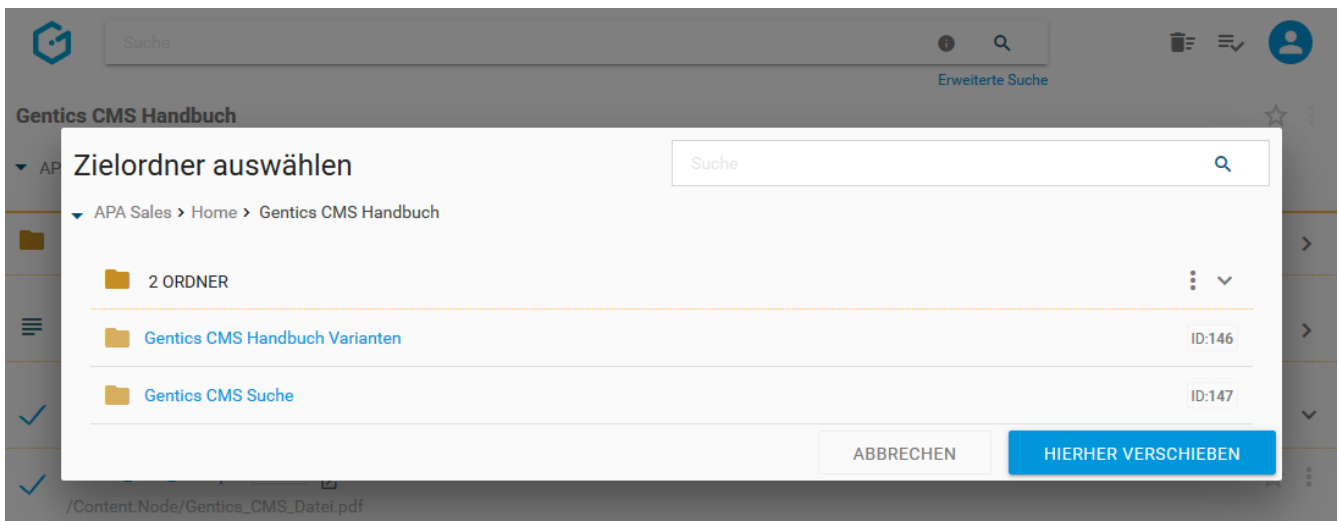 Suche
Erweiterte Suche
Gentics CMS Handbuch
AP
Zielordner auswählen
Suche
APA Sales > Home > Gentics CMS Handbuch
2 ORDNER
Gentics CMS Handbuch Varianten
ID:146
Gentics CMS Suche
ID:147
ABBRECHEN
HIERHER VERSCHIEBEN
/Content.Node/Gentics_CMS_Datei.pdf